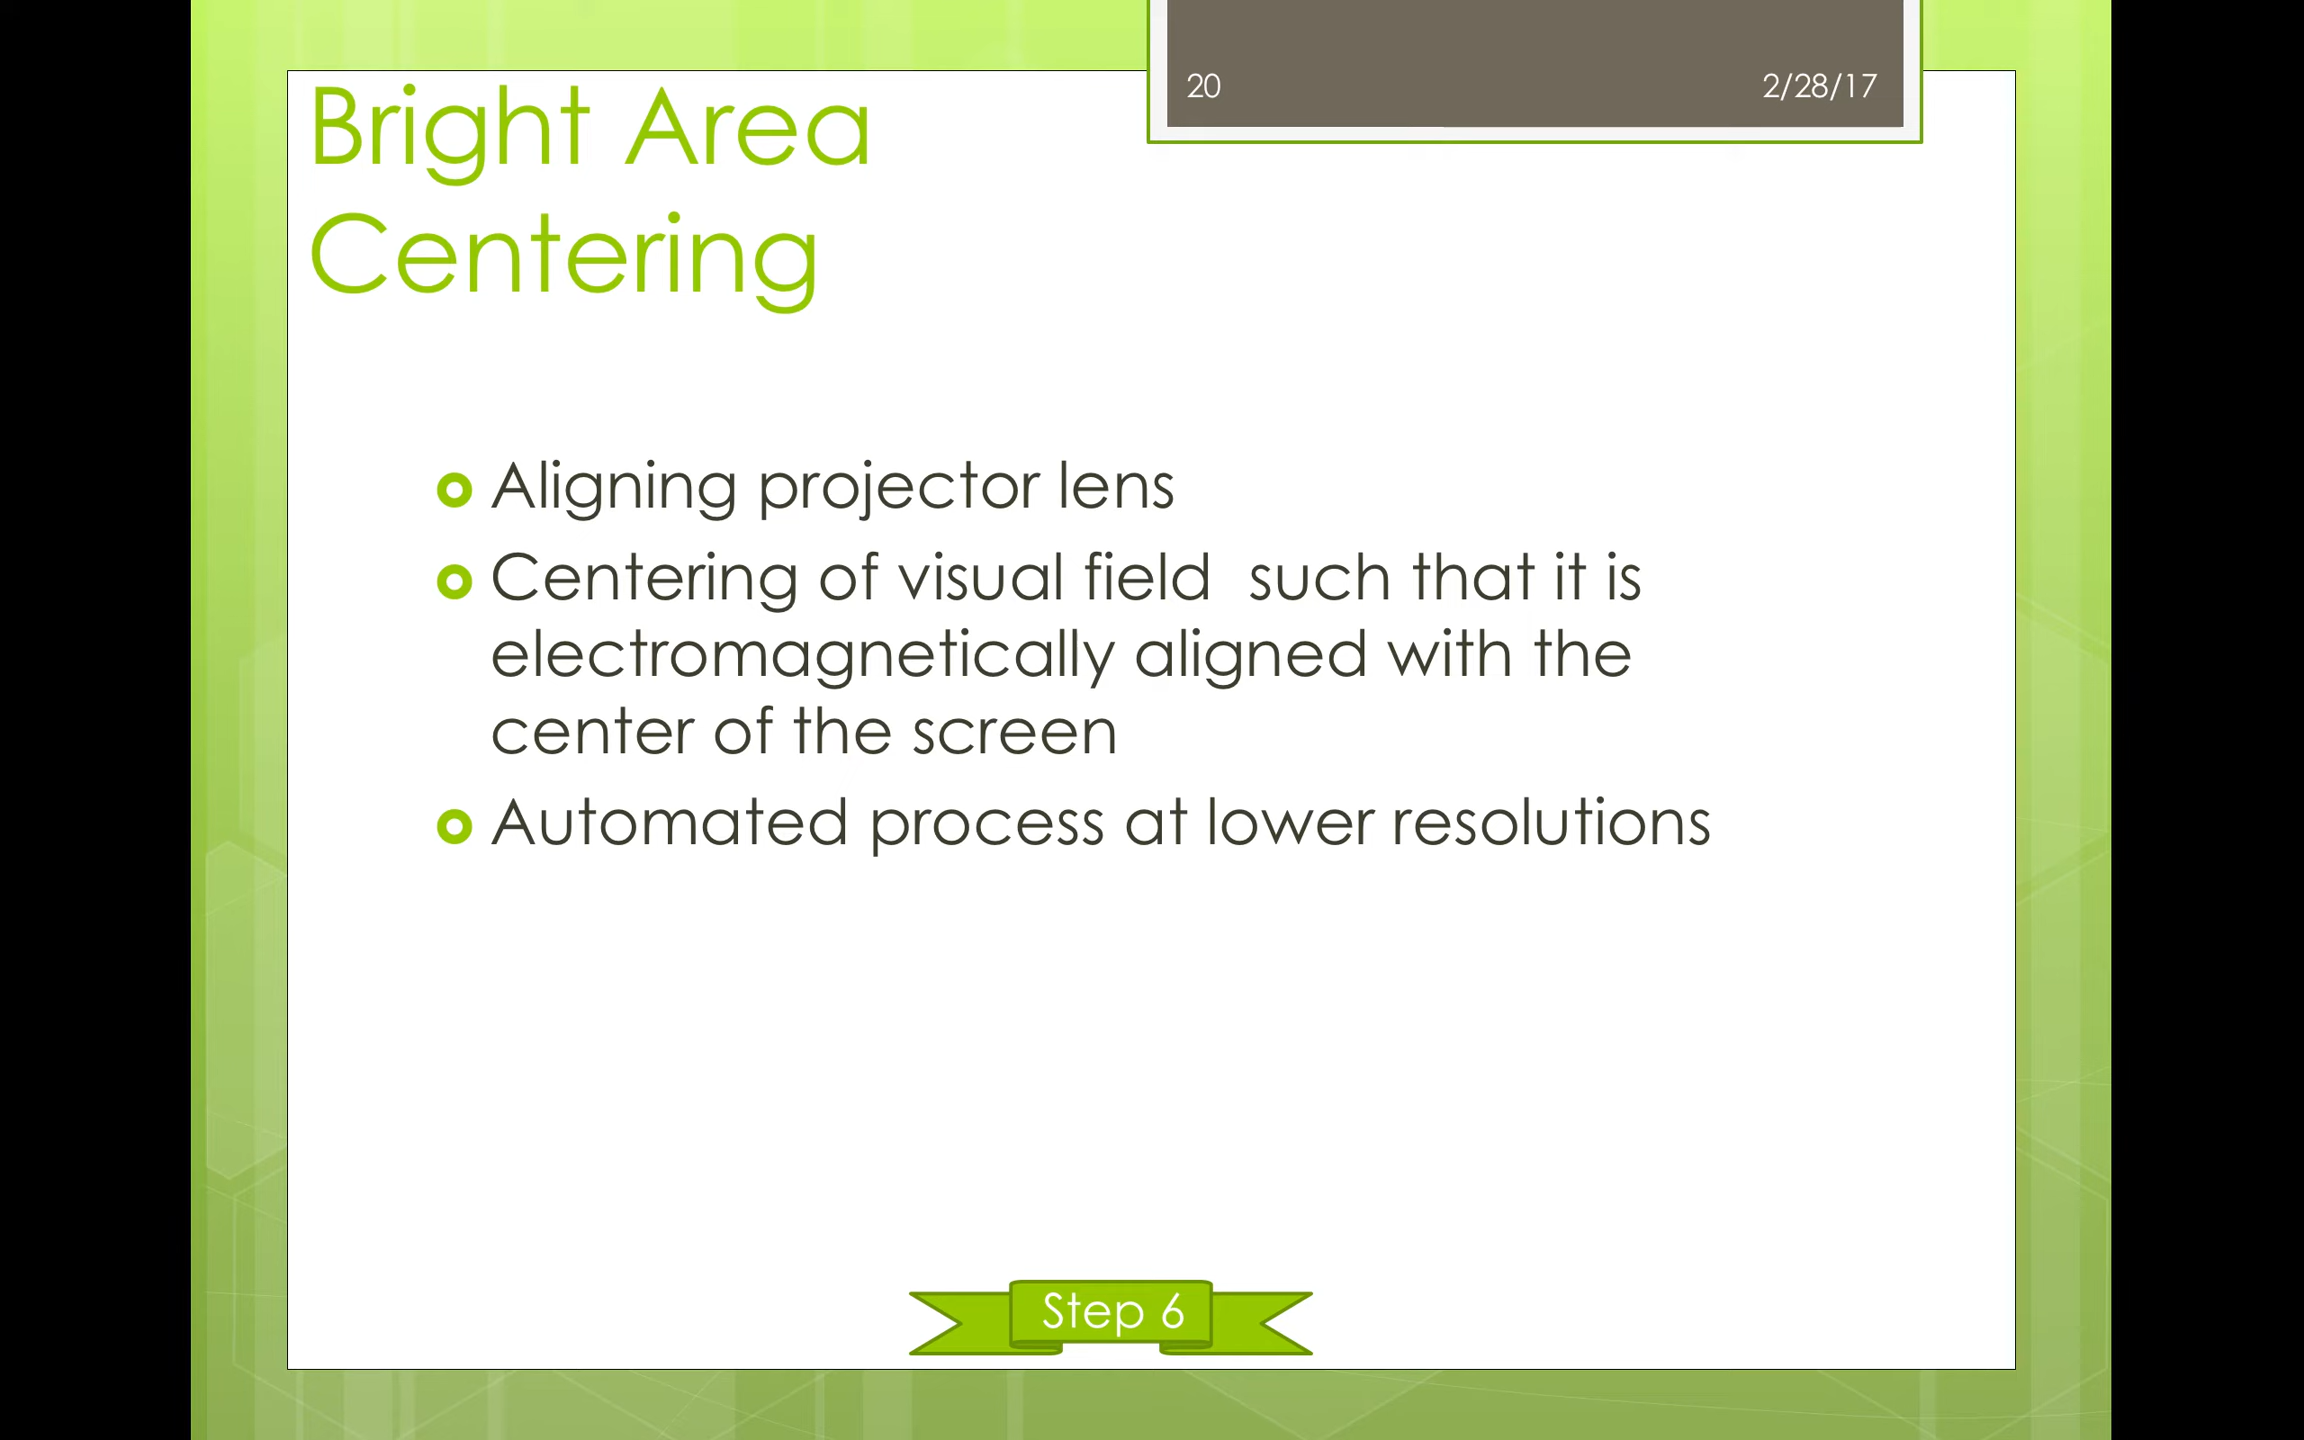 20
2/28/17
Bright Area
Centering
Aligning projector lens
Centering of visual field  such that it is
electromagnetically aligned with the
center of the screen
Automated process at lower resolutions
Step 6